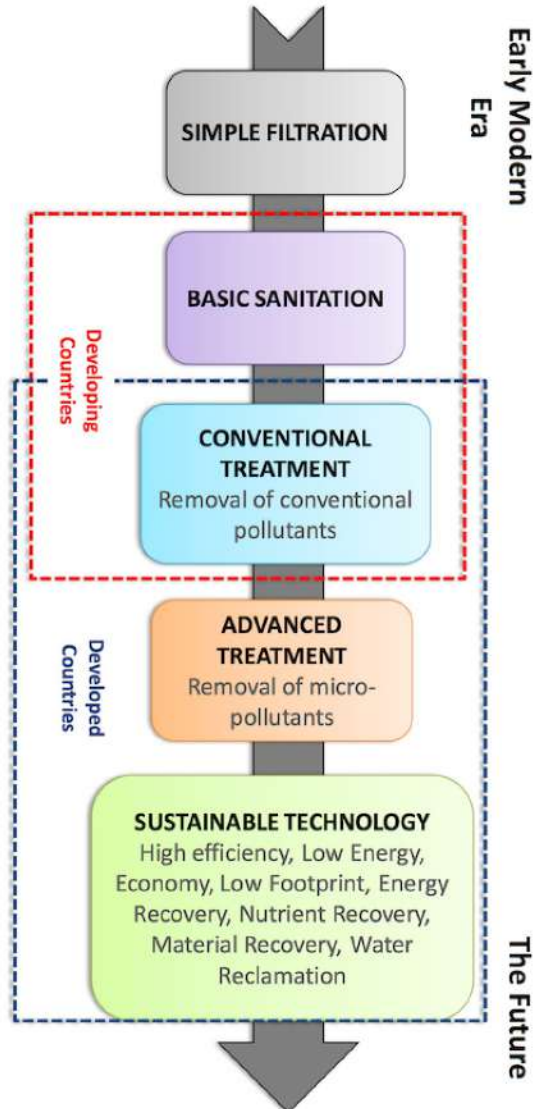 Early Modern
Era
SIMPLE FILTRATION
BASIC SANITATION
Developing
Countries
CONVENTIONAL
TREATMENT
Removal of conventional
pollutants
ADVANCED
TREATMENT
Removal of micro-
pollutants
Developed
Countries
SUSTAINABLE TECHNOLOGY
High efficiency, Low Energy,
Economy, Low Footprint, Energy
Recovery, Nutrient Recovery,
Material Recovery, Water
Reclamation
The Future